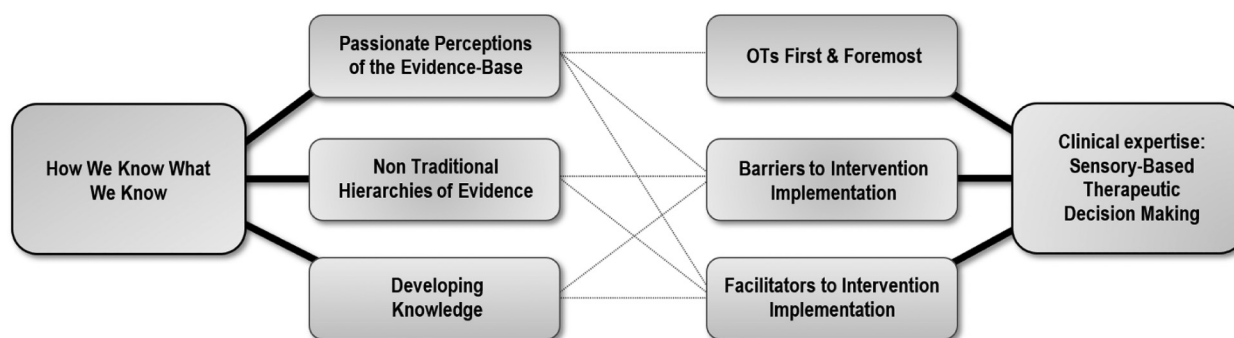 How We Know What
We Know
Passionate Perceptions
of the Evidence-Base
Non Traditional
Hierarchies of Evidence
Developing
Knowledge
OTs First & Foremost
Barriers to Intervention
Implementation
Facilitators to Intervention
Implementation
Clinical expertise:
Sensory-Based
Therapeutic
Decision Making